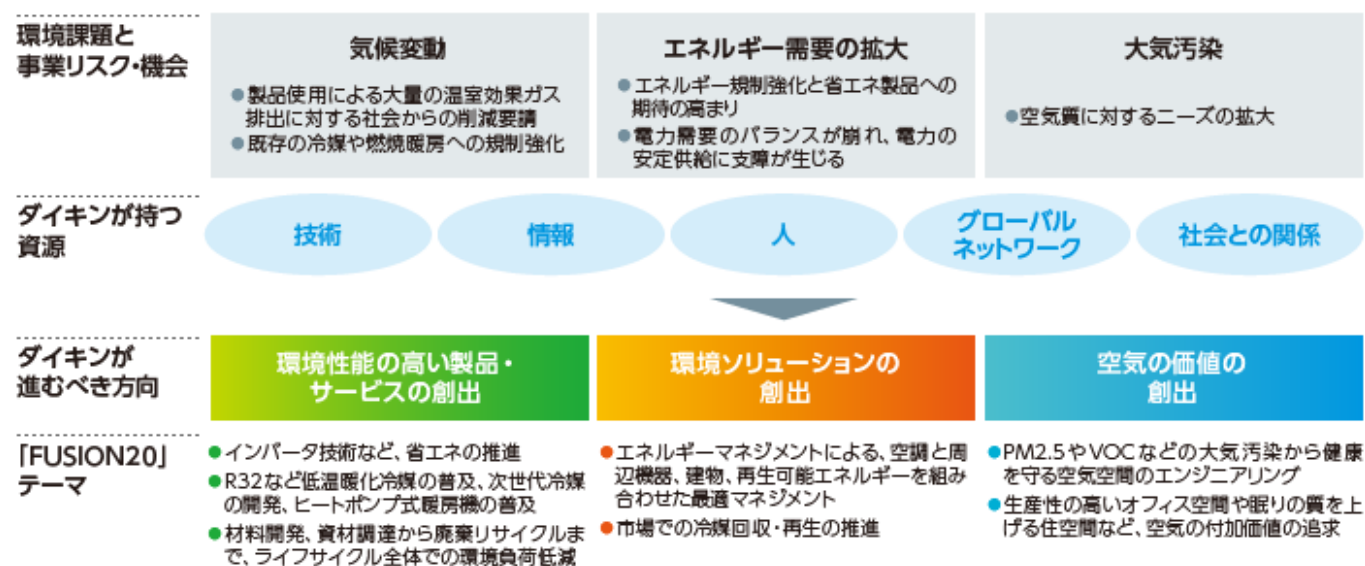 環境課題と
事業リスク・機会
気候変動
●製品使用による大量の温室効果ガス
排出に対する社会からの削減要請
●既存の冷媒や燃焼暖房への規制強化
エネルギー需要の拡大
●エネルギー規制強化と省エネ製品への
期待の高まり
●電力需要のバランスが崩れ、電力の
安定供給に支障が生じる
大気汚染
●空気質に対するニーズの拡大
ダイキンが持つ
資源
技術
情報
人
グローバル
ネットワーク
社会との関係
ダイキンが
進むべき方向
環境性能の高い製品・
サービスの創出
環境ソリューションの
創出
空気の価値の
創出
「FUSION20」
テーマ
●インバータ技術など、省エネの推進
●R32など低温暖化冷媒の普及、次世代冷媒
の開発、ヒートポンプ式暖房機の普及
●材料開発、資材調達から廃棄リサイクルま
で、ライフサイクル全体での環境負荷低減
●エネルギーマネジメントによる、空調と周
辺機器、建物、再生可能エネルギーを組み
合わせた最適マネジメント
●市場での冷媒回収・再生の推進
●PM2.5やVOCなどの大気汚染から健康
を守る空気空間のエンジニアリング
●生産性の高いオフィス空間や眠りの質を上
げる住空間など、空気の付加価値の追求